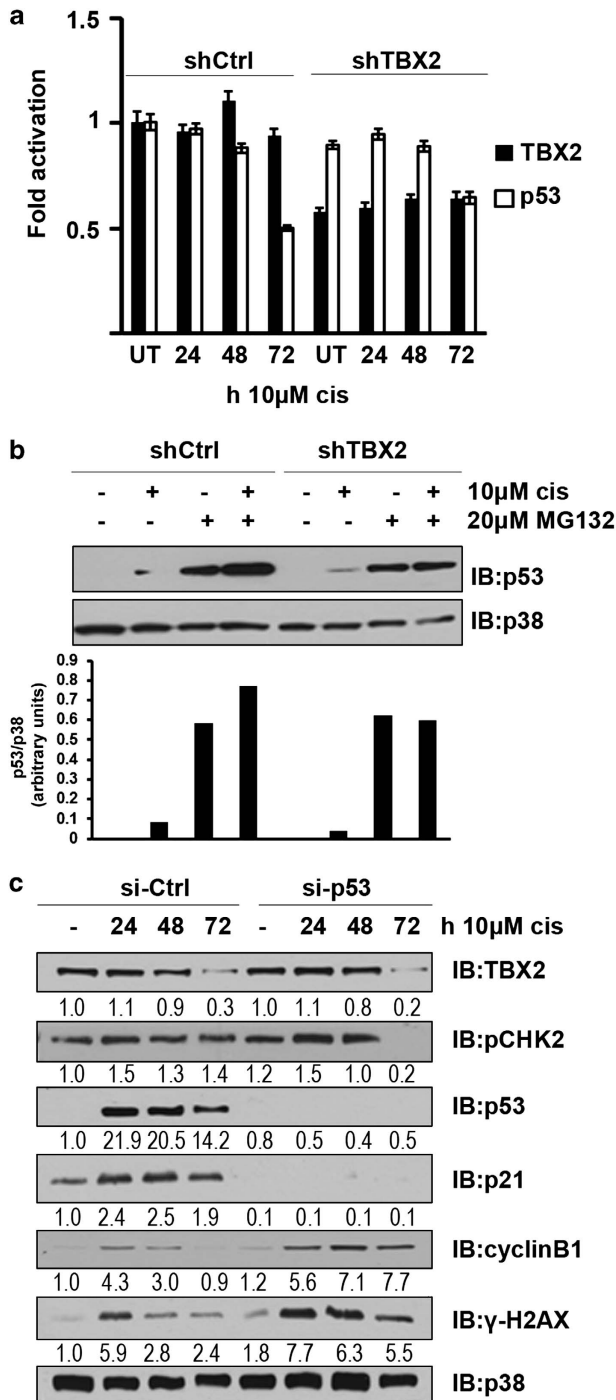 a
1.5
shCtrl shTBX2
1
0.5
Fold activation
TBX2
p53
UT 24 48 72 UT 24 48 72
h 10µM cis
b
shCtrl shTBX2
- + - + - + - + 10µM cis
- - + + - - + + 20µM MG132
IB:p53
IB:p38
0.9
0.8
0.7
0.6
0.5
0.4
0.3
0.2
0.1
0
p53/p38
(arbitrary units)
c
si-Ctrl si-p53
- 24 48 72 - 24 48 72 h 10µM cis
IB:TBX2
1.0 1.1 0.9 0.3 1.0 1.1 0.8 0.2
IB:pCHK2
1.0 1.5 1.3 1.4 1.2 1.5 1.0 0.2
IB:p53
1.0 21.9 20.5 14.2 0.8 0.5 0.4 0.5
IB:p21
1.0 2.4 2.5 1.9 0.1 0.1 0.1 0.1
IB:cyclinB1
1.0 4.3 3.0 0.9 1.2 5.6 7.1 7.7
IB:γ-H2AX
1.0 5.9 2.8 2.4 1.8 7.7 6.3 5.5
IB:p38